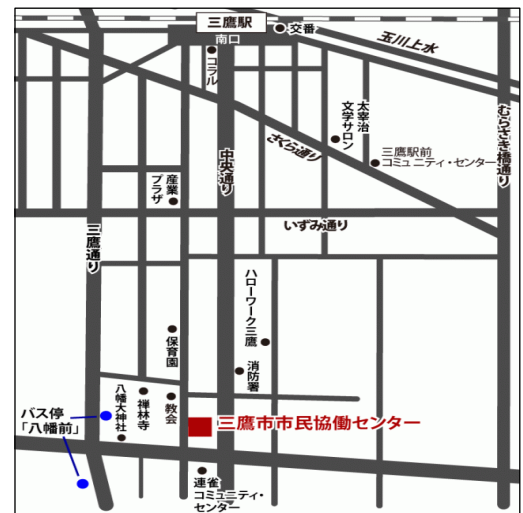 三鷹駅
南口
交番
玉川上水
コラル
太宰治
文学サロン
むらさき橋通り
さくら通り
三鷹駅前
コミュニティ・センター
中央通り
産業
プラザ
いずみ通り
三鷹通り
ハローワーク三鷹
消防署
保育園
教会
禅林寺
八幡大神社
バス停
「八幡前」
三鷹市市民協働センター
連雀
コミュニティ・
センター